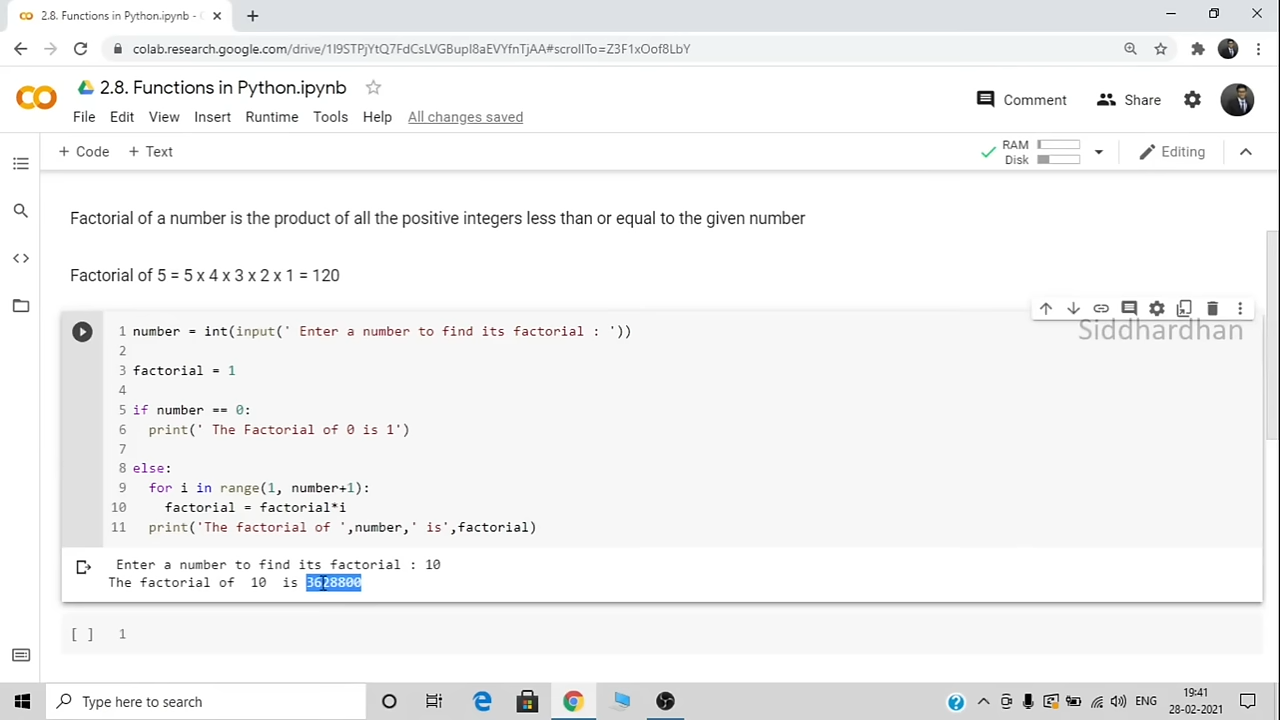 2.8. Functions in Python.ipynb - C
colab.research.google.com/drive/1I9STPjYtQ7FdCsLVGBupI8aEVYfnTjAA#scrollTo=Z3F1xOof8LbY
2.8. Functions in Python.ipynb
Comment
Share
File Edit View Insert Runtime Tools Help All changes saved
+ Code + Text
RAM
Disk
Editing
Factorial of a number is the product of all the positive integers less than or equal to the given number
Factorial of 5 = 5 x 4 x 3 x 2 x 1 = 120
Siddhardhan
1 number = int(input(' Enter a number to find its factorial : '))
2
3 factorial = 1
4
5 if number == 0:
6   print(' The Factorial of 0 is 1')
7
8 else:
9   for i in range(1, number+1):
10     factorial = factorial*i
11   print('The factorial of ',number,' is',factorial)
Enter a number to find its factorial : 10
The factorial of  10  is 3628800
[ ] 1
Type here to search
ENG
19:41
28-02-2021